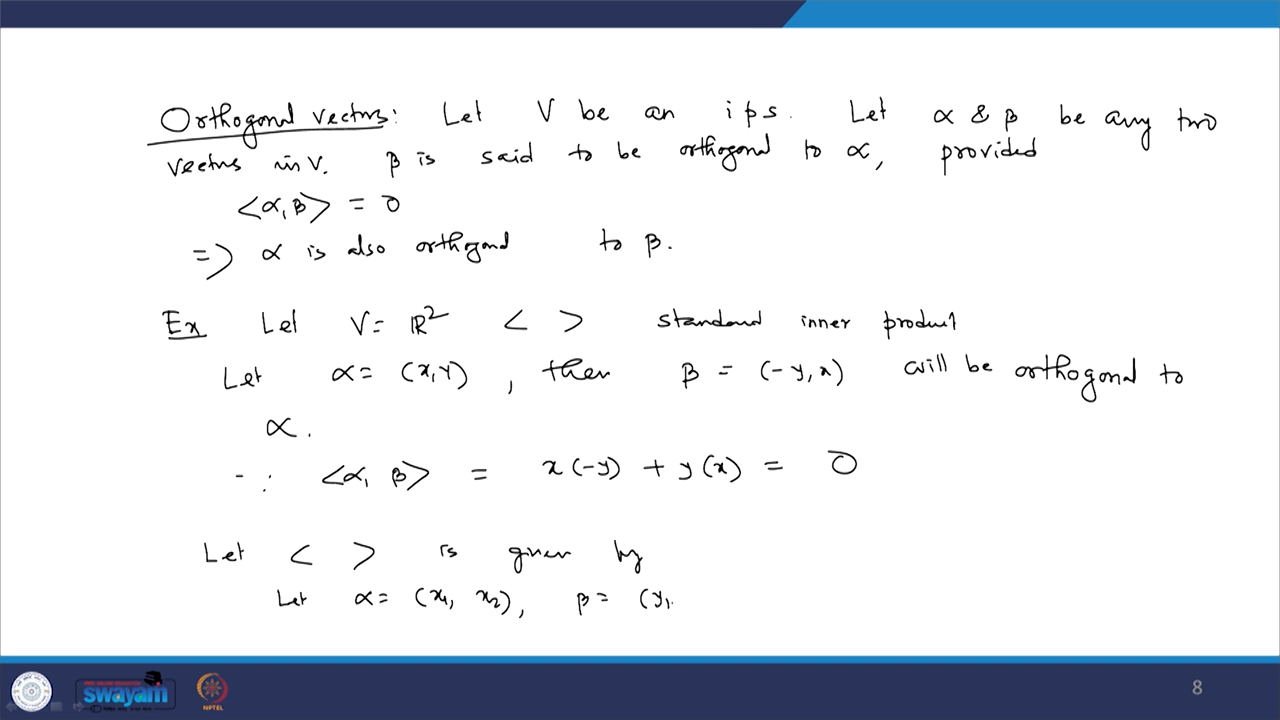 Orthogonal vectors: Let V be an ips. Let α & β be any two
vectors in V. β is said to be orthogonal to α, provided
<α, β> = 0
=> α is also orthogonal to β.
Ex Let V = ℝ² < > standard inner product
Let α = (x, y), then β = (-y, x) will be orthogonal to
α.
∵ <α, β> = x(-y) + y(x) = 0
Let < > is given by
Let α = (x₁, x₂), β = (y₁
swayam
NPTEL
8